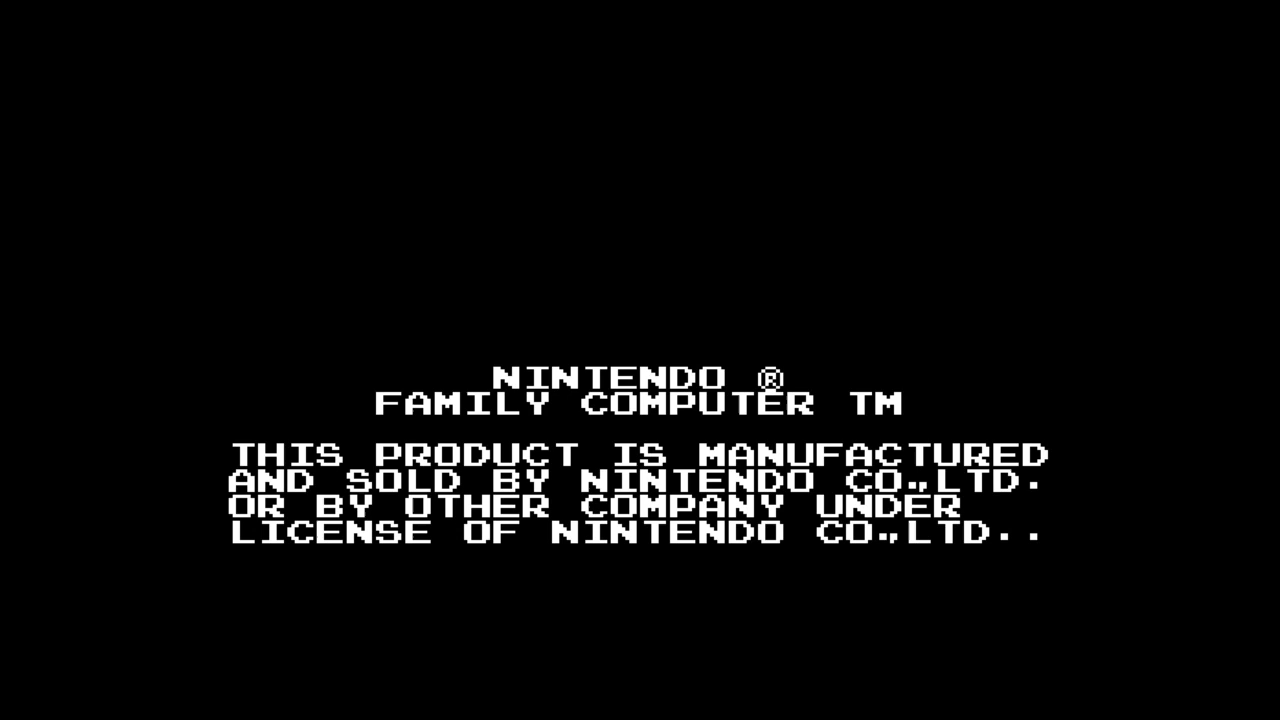 NINTENDO ®
FAMILY COMPUTER TM
THIS PRODUCT IS MANUFACTURED
AND SOLD BY NINTENDO CO.,LTD.
OR BY OTHER COMPANY UNDER
LICENSE OF NINTENDO CO.,LTD..